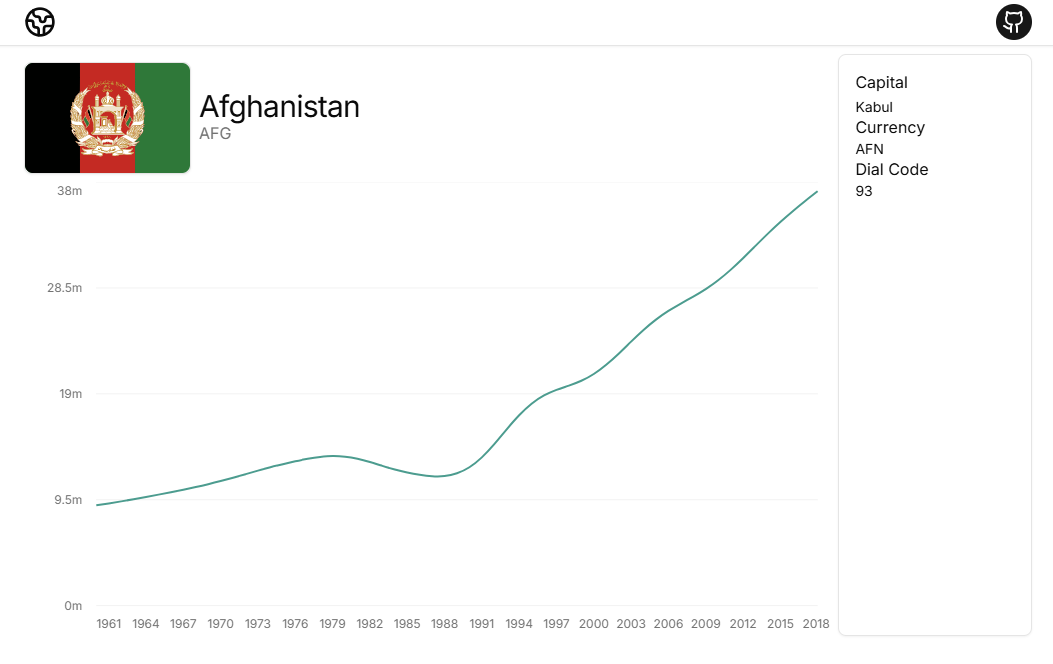 Afghanistan
AFG
38m
28.5m
19m
9.5m
0m
1961 1964 1967 1970 1973 1976 1979 1982 1985 1988 1991 1994 1997 2000 2003 2006 2009 2012 2015 2018
Capital
Kabul
Currency
AFN
Dial Code
93